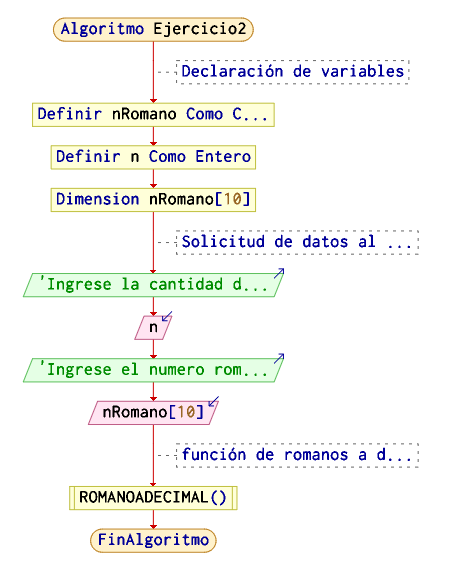 Algoritmo Ejercicio2
Declaración de variables
Definir nRomano Como C...
Definir n Como Entero
Dimension nRomano[10]
Solicitud de datos al ...
'Ingrese la cantidad d...
n
'Ingrese el numero rom...
nRomano[10]
función de romanos a d...
ROMANOADECIMAL()
FinAlgoritmo